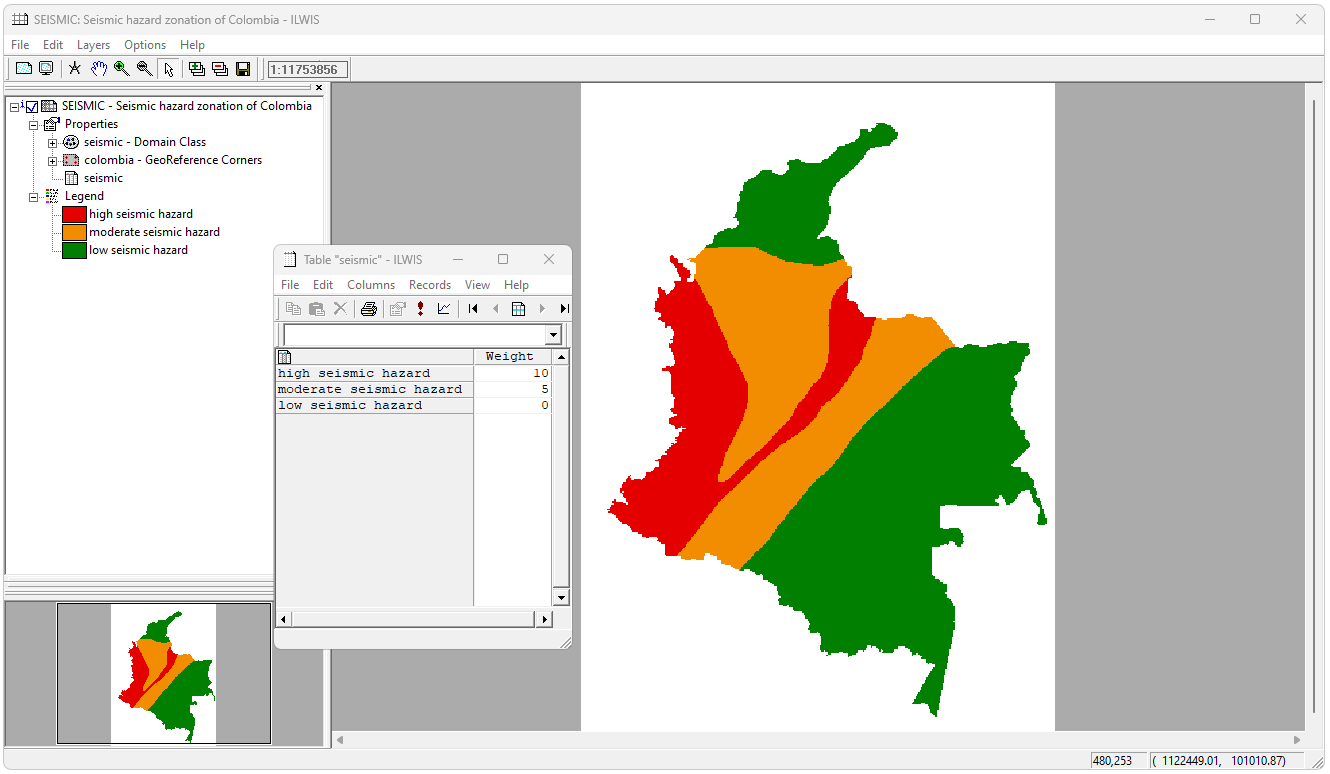 SEISMIC: Seismic hazard zonation of Colombia - ILWIS
File Edit Layers Options Help
1:11753856
SEISMIC - Seismic hazard zonation of Colombia
Properties
seismic - Domain Class
colombia - GeoReference Corners
seismic
Legend
high seismic hazard
moderate seismic hazard
low seismic hazard
Table "seismic" - ILWIS
File Edit Columns Records View Help
Weight
high seismic hazard 10
moderate seismic hazard 5
low seismic hazard 0
480,253 ( 1122449.01, 101010.87)